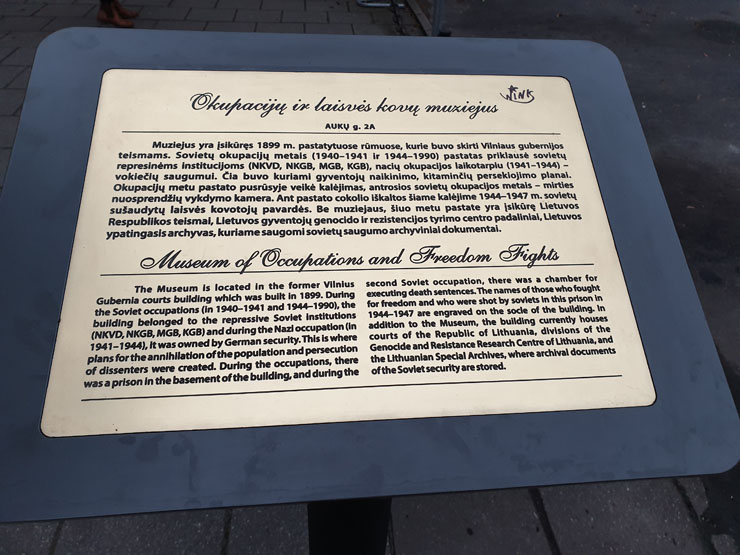 Okupacijų ir laisvės kovų muziejus
WINK
AUKŲ g. 2A
Muziejus yra įsikūręs 1899 m. pastatytuose rūmuose, kurie buvo skirti Vilniaus gubernijos
teismams. Sovietų okupacijų metais (1940–1941 ir 1944–1990) pastatas priklausė sovietų
represinėms institucijoms (NKVD, NKGB, MGB, KGB), nacių okupacijos laikotarpiu (1941–1944) –
vokiečių saugumui. Čia buvo kuriami gyventojų naikinimo, kitaminčių persekiojimo planai.
Okupacijų metu pastato pusrūsyje veikė kalėjimas, antrosios sovietų okupacijos metais – mirties
nuosprendžių vykdymo kamera. Ant pastato cokolio iškaltos šiame kalėjime 1944–1947 m. sovietų
sušaudytų laisvės kovotojų pavardės. Be muziejaus, šiuo metu pastate yra įsikūrę Lietuvos
Respublikos teismai, Lietuvos gyventojų genocido ir rezistencijos tyrimo centro padaliniai, Lietuvos
ypatingasis archyvas, kuriame saugomi sovietų saugumo archyviniai dokumentai.
Museum of Occupations and Freedom Fights
The Museum is located in the former Vilnius
Gubernia courts building which was built in 1899. During
the Soviet occupations (in 1940–1941 and 1944–1990), the
building belonged to the repressive Soviet institutions
(NKVD, NKGB, MGB, KGB) and during the Nazi occupation (in
1941–1944), it was owned by German security. This is where
plans for the annihilation of the population and persecution
of dissenters were created. During the occupations, there
was a prison in the basement of the building, and during the
second Soviet occupation, there was a chamber for
executing death sentences. The names of those who fought
for freedom and who were shot by soviets in this prison in
1944–1947 are engraved on the socle of the building. In
addition to the Museum, the building currently houses
courts of the Republic of Lithuania, divisions of the
Genocide and Resistance Research Centre of Lithuania, and
the Lithuanian Special Archives, where archival documents
of the Soviet security are stored.